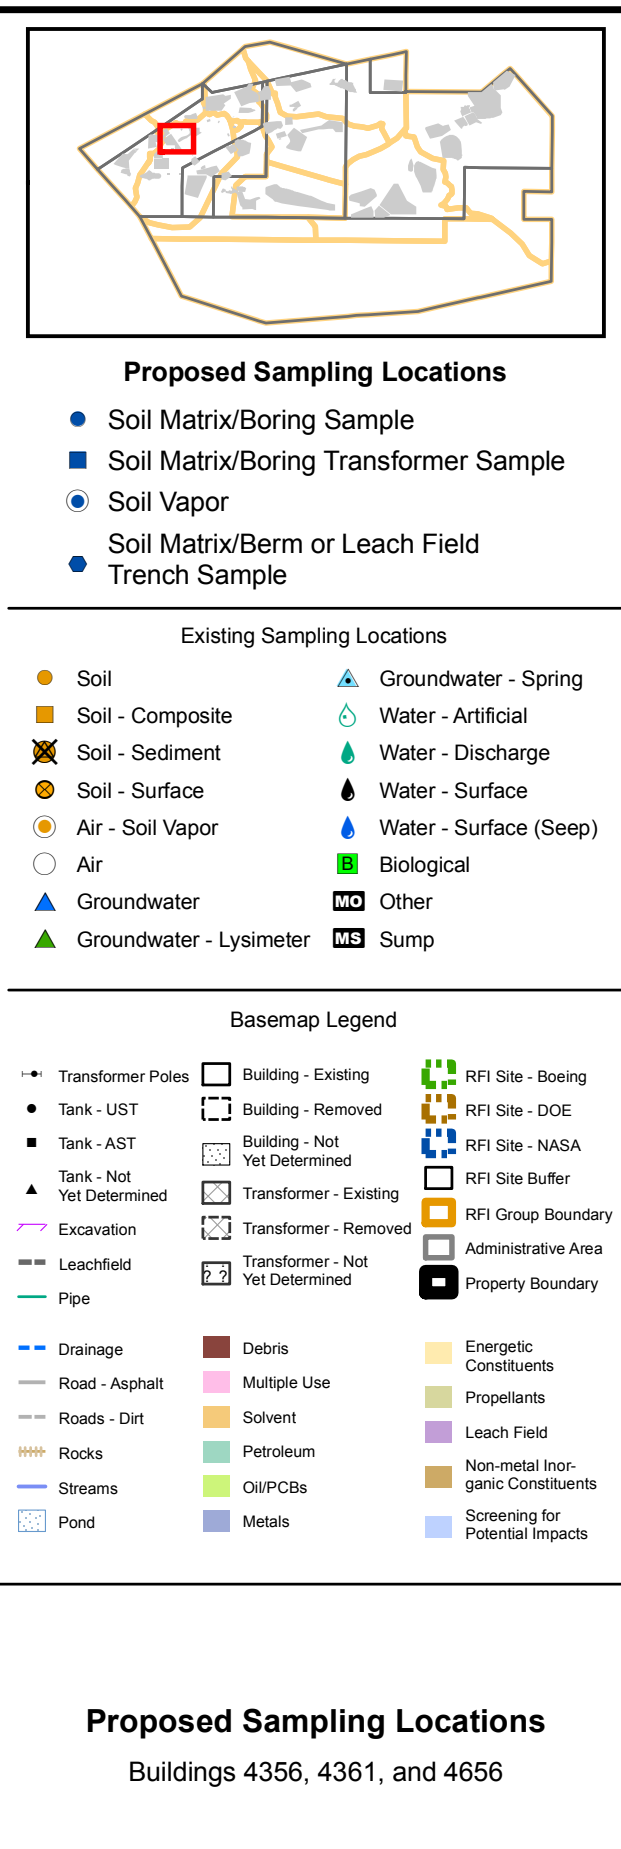 Proposed Sampling Locations
Soil Matrix/Boring Sample
Soil Matrix/Boring Transformer Sample
Soil Vapor
Soil Matrix/Berm or Leach Field
Trench Sample
Existing Sampling Locations
Soil
Soil - Composite
Soil - Sediment
Soil - Surface
Air - Soil Vapor
Air
Groundwater
Groundwater - Lysimeter
Groundwater - Spring
Water - Artificial
Water - Discharge
Water - Surface
Water - Surface (Seep)
B Biological
MO Other
MS Sump
Basemap Legend
Transformer Poles
Tank - UST
Tank - AST
Tank - Not
Yet Determined
Excavation
Leachfield
Pipe
Building - Existing
Building - Removed
Building - Not
Yet Determined
Transformer - Existing
Transformer - Removed
? ? Transformer - Not
Yet Determined
RFI Site - Boeing
RFI Site - DOE
RFI Site - NASA
RFI Site Buffer
RFI Group Boundary
Administrative Area
Property Boundary
Drainage
Road - Asphalt
Roads - Dirt
Rocks
Streams
Pond
Debris
Multiple Use
Solvent
Petroleum
Oil/PCBs
Metals
Energetic
Constituents
Propellants
Leach Field
Non-metal Inor-
ganic Constituents
Screening for
Potential Impacts
Proposed Sampling Locations
Buildings 4356, 4361, and 4656